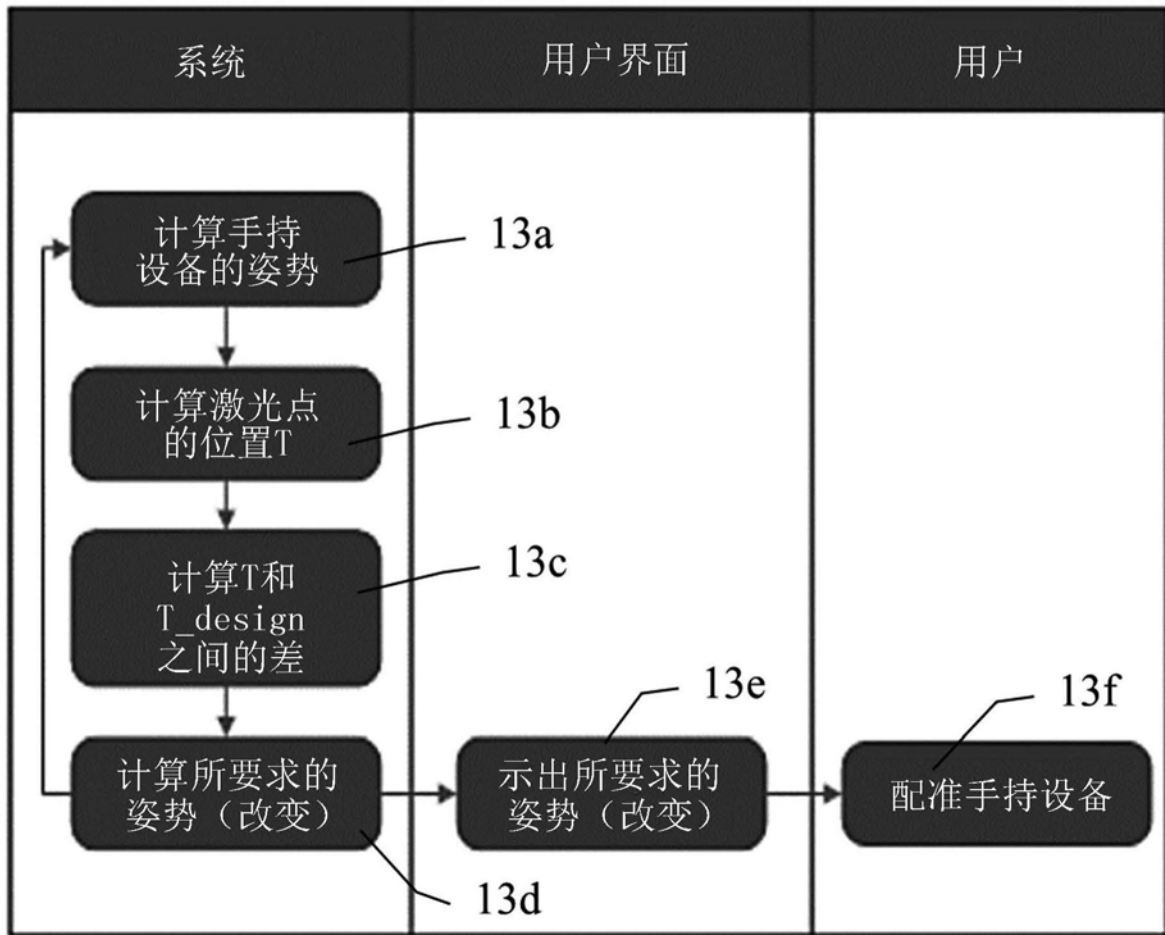 系统
用户界面
用户
计算手持
设备的姿势
13a
计算激光点
的位置T
13b
计算T和
T_design
之间的差
13c
计算所要求的
姿势（改变）
13d
示出所要求的
姿势（改变）
13e
配准手持设备
13f